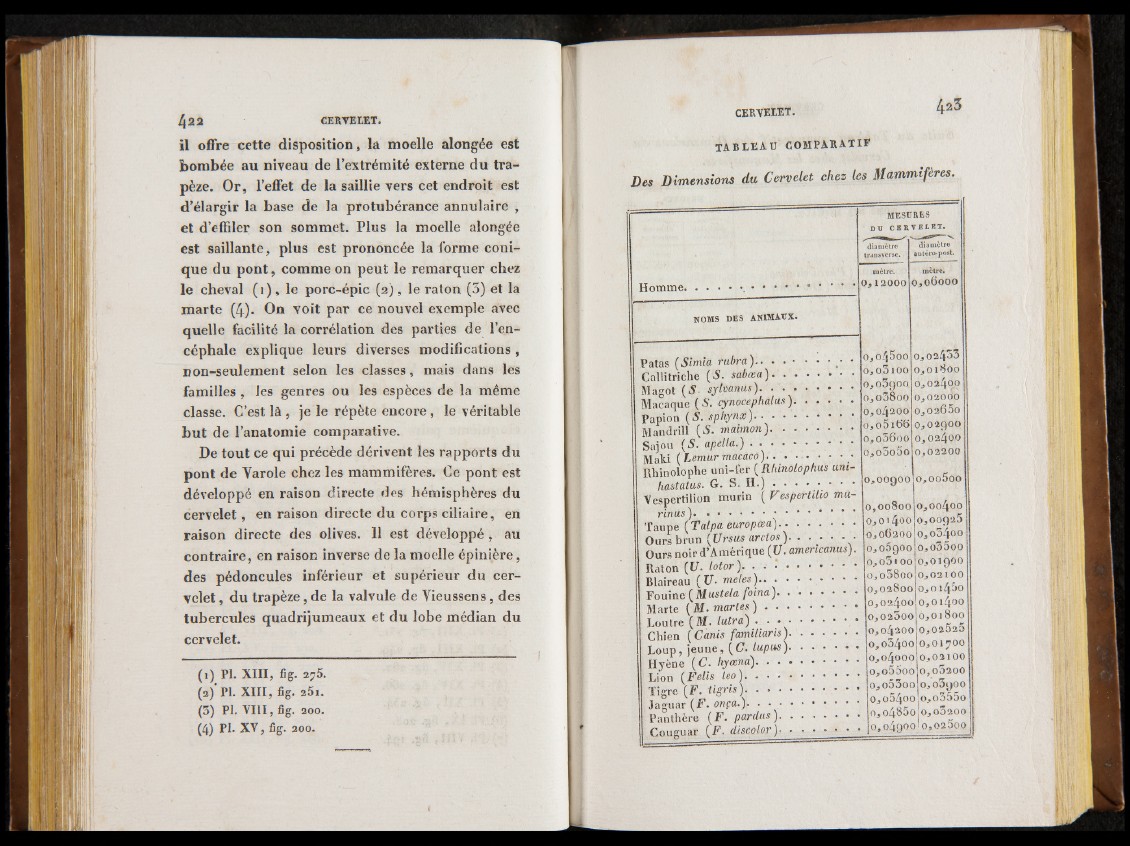 422 CERVELET.
il offre cette disposition, la moelle alongée est
bombée au niveau de l'extrémité externe du tra-
pèze. Or, l'effet de la saillie vers cet endroit est
d'élargir la base de la protubérance annulaire ,
et d'effiler son sommet. Plus la moelle alongée
est saillante, plus est prononcée la forme coni-
que du pont, comme on peut le remarquer chez
le cheval (1), le porc-épic (2), le raton (3) et la
marte (4). On voit par ce nouvel exemple avec
quelle facilité la corrélation des parties de l'en-
céphale explique leurs diverses modifications ,
non-seulement selon les classes, mais dans les
familles, les genres ou les espèces de la même
classe. C'est là, je le répète encore, le véritable
but de l'anatomie comparative.
De tout ce qui précède dérivent les rapports du
pont de Varole chez les mammifères. Ce pont est
développé en raison directe des hémisphères du
cervelet, en raison directe du corps ciliaire, en
raison directe des olives. Il est développé, au
contraire, en raison inverse de la moelle épinière,
des pédoncules inférieur et supérieur du cer-
velet, du trapèze, de la valvule de Vieussens, des
tubercules quadrijumeaux et du lobe médian du
cervelet.
(1) Pl. XIII, fig. 275.
(2) Pl. XIII, fig. 251.
(3) Pl. VIII, fig. 200.
(4) Pl. XV, fig. 200.
CERVELET. 423
TABLEAU COMPARATIF
Des Dimensions du Cervelet chez les Mammifères.
MESURES
DU CERVELET.
diamètre transverse. diamètre antéro-post.
mètre. mètre.
Homme. 0,12000 0,06000
NOMS DES ANIMAUX.
Patas (Simia rubra). 0,04500 0,02433
Callitriche (S. sabœa). 0,03100 0,01800
Magot (S. sylvanus). 0,03900 0,02400
Macaque (S. cynocephalus). 0,03800 0,02000
Papion (S. sphynx). 0,04200 0,02650
Mandrill (S. maimon). 0,05166 0,02900
Sajou (S. apella.) 0,03600 0,02400
Maki (Lemur macaco). 0,03050 0,02200
Rhinolophe uni-fer (Rhinolophus uni-
hastatus. G. S. H.) 0,00900 0,00500
Vespertilion murin (Vespertilio mu-
rinus). 0,00800 0,00400
Taupe (Talpa europœa). 0,01400 0,00925
Ours brun (Ursus arctos). 0,06200 0,03400
Ours noir d'Amérique (U. americanus). 0,05900 0,03500
Raton (U. lotor). 0,03100 0,01900
Blaireau (U. meles). 0,03800 0,02100
Fouine (Mustela foina). 0,02800 0,01450
Marte (M. martes) 0,02400 0,01400
Loutre (M. lutra) 0,02300 0,01800
Chien (Canis familiaris). 0,04200 0,02525
Loup, jeune, (C. lupus). 0,03400 0,01700
Hyène (C. hyœna). 0,04000 0,02100
Lion (Felis leo). 0,05500 0,03200
Tigre (F. tigris). 0,05300 0,03900
Jaguar (F. onça.). 0,05400 0,03350
Panthère (F. pardus). 0,04850 0,03200
Couguar (F. discolor). 0,04900 0,02500